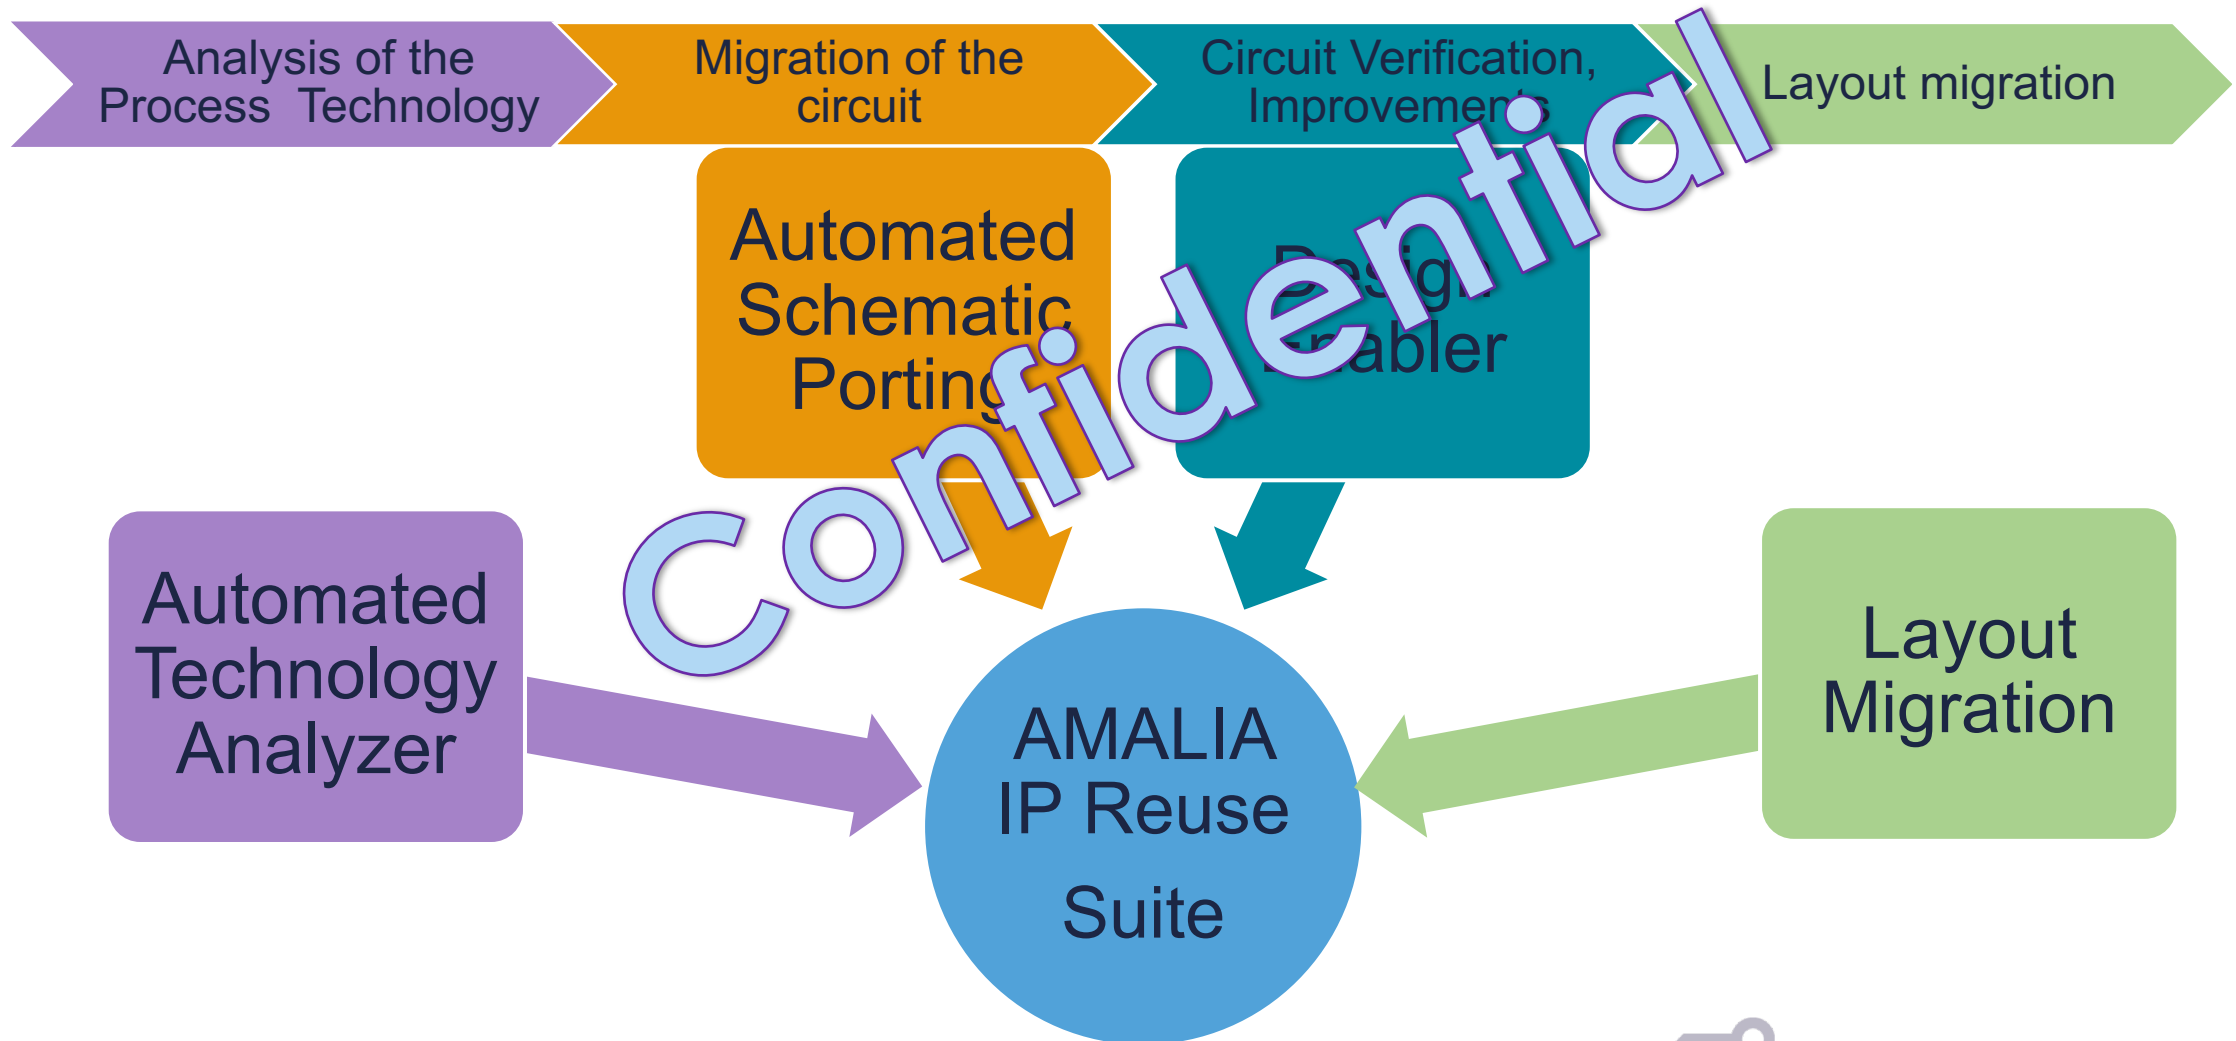 Analysis of the
Process Technology
Migration of the
circuit
Circuit Verification,
Improvements
Layout migration
Automated
Schematic
Porting
Design
Enabler
Confidential
Automated
Technology
Analyzer
Layout
Migration
AMALIA
IP Reuse
Suite